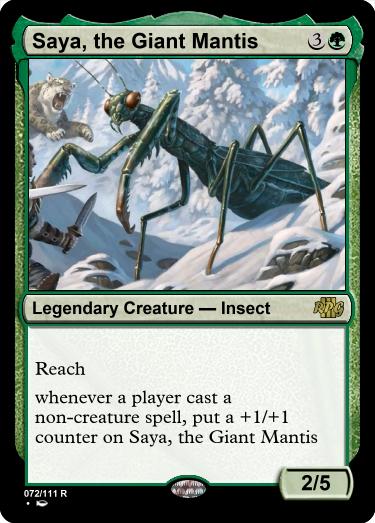 Saya, the Giant Mantis 3
Legendary Creature — Insect
RPG
Reach
whenever a player cast a
non-creature spell, put a +1/+1
counter on Saya, the Giant Mantis
2/5
072/111 R